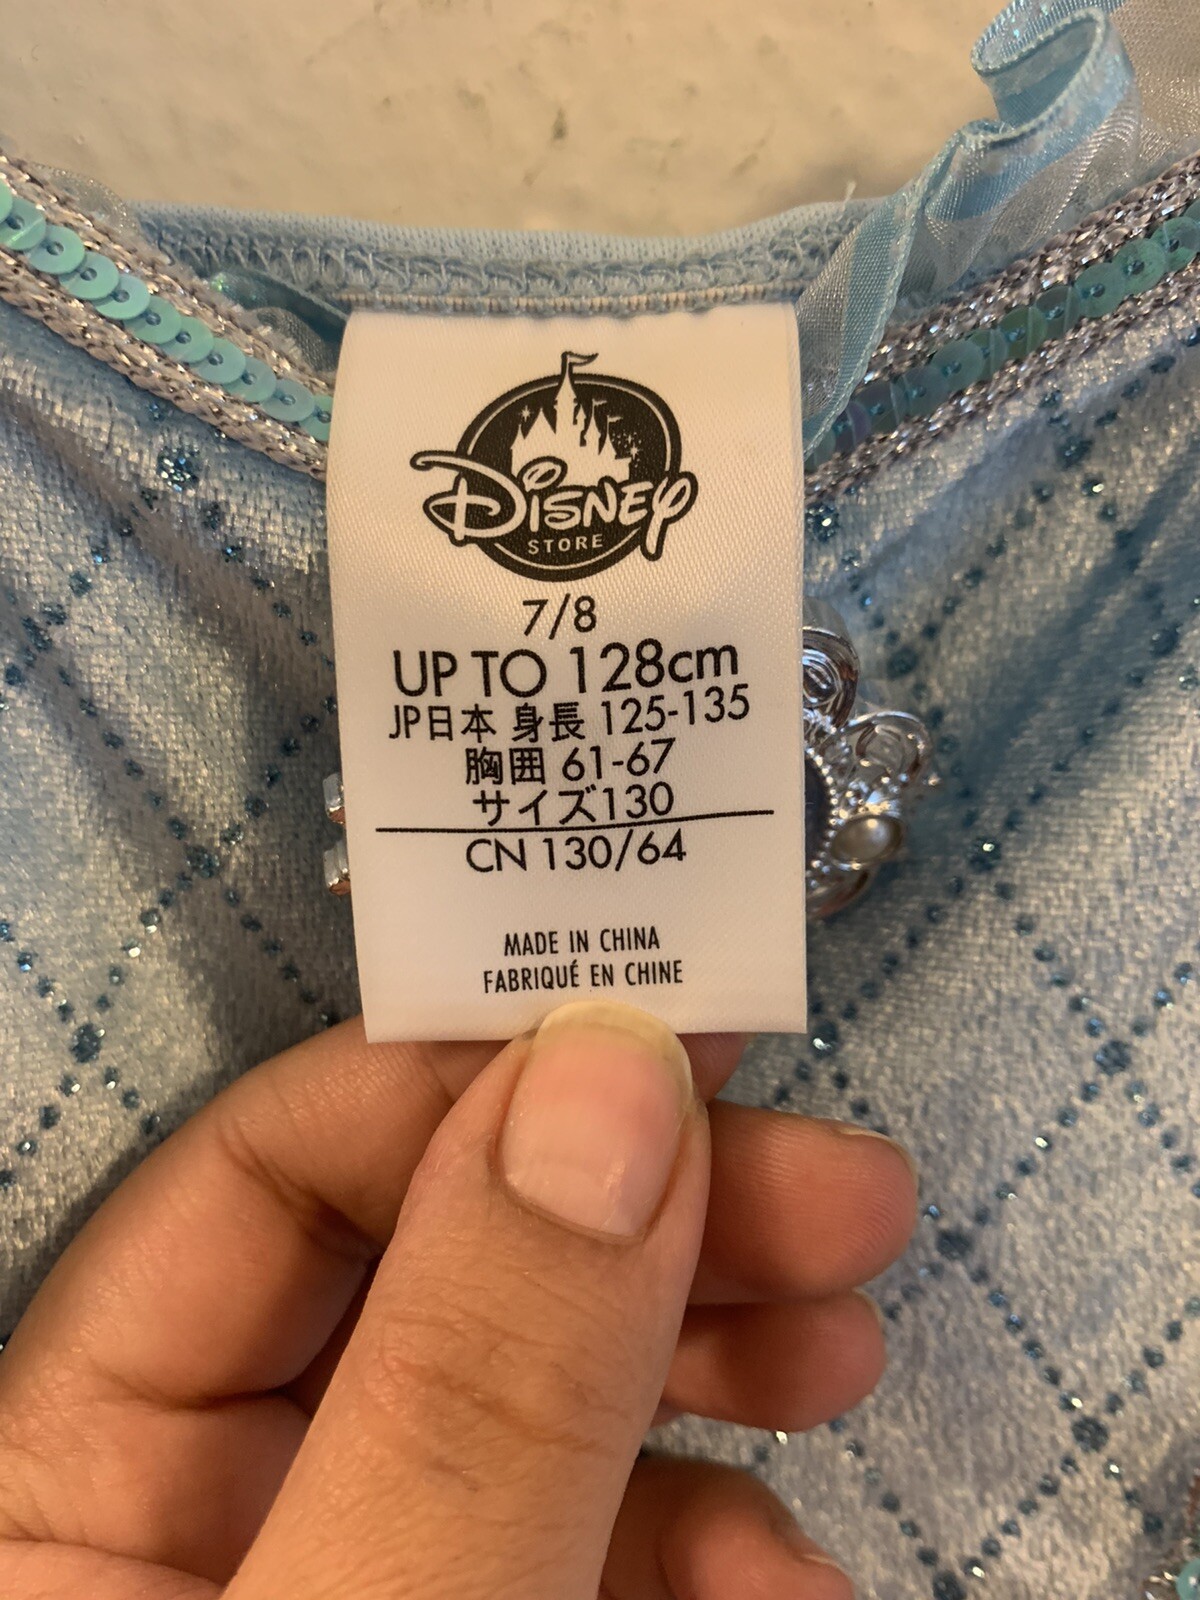 Disney
STORE
7/8
UP TO 128cm
JP日本 身長 125-135
胸囲 61-67
サイズ130
CN 130/64
MADE IN CHINA
FABRIQUÉ EN CHINE